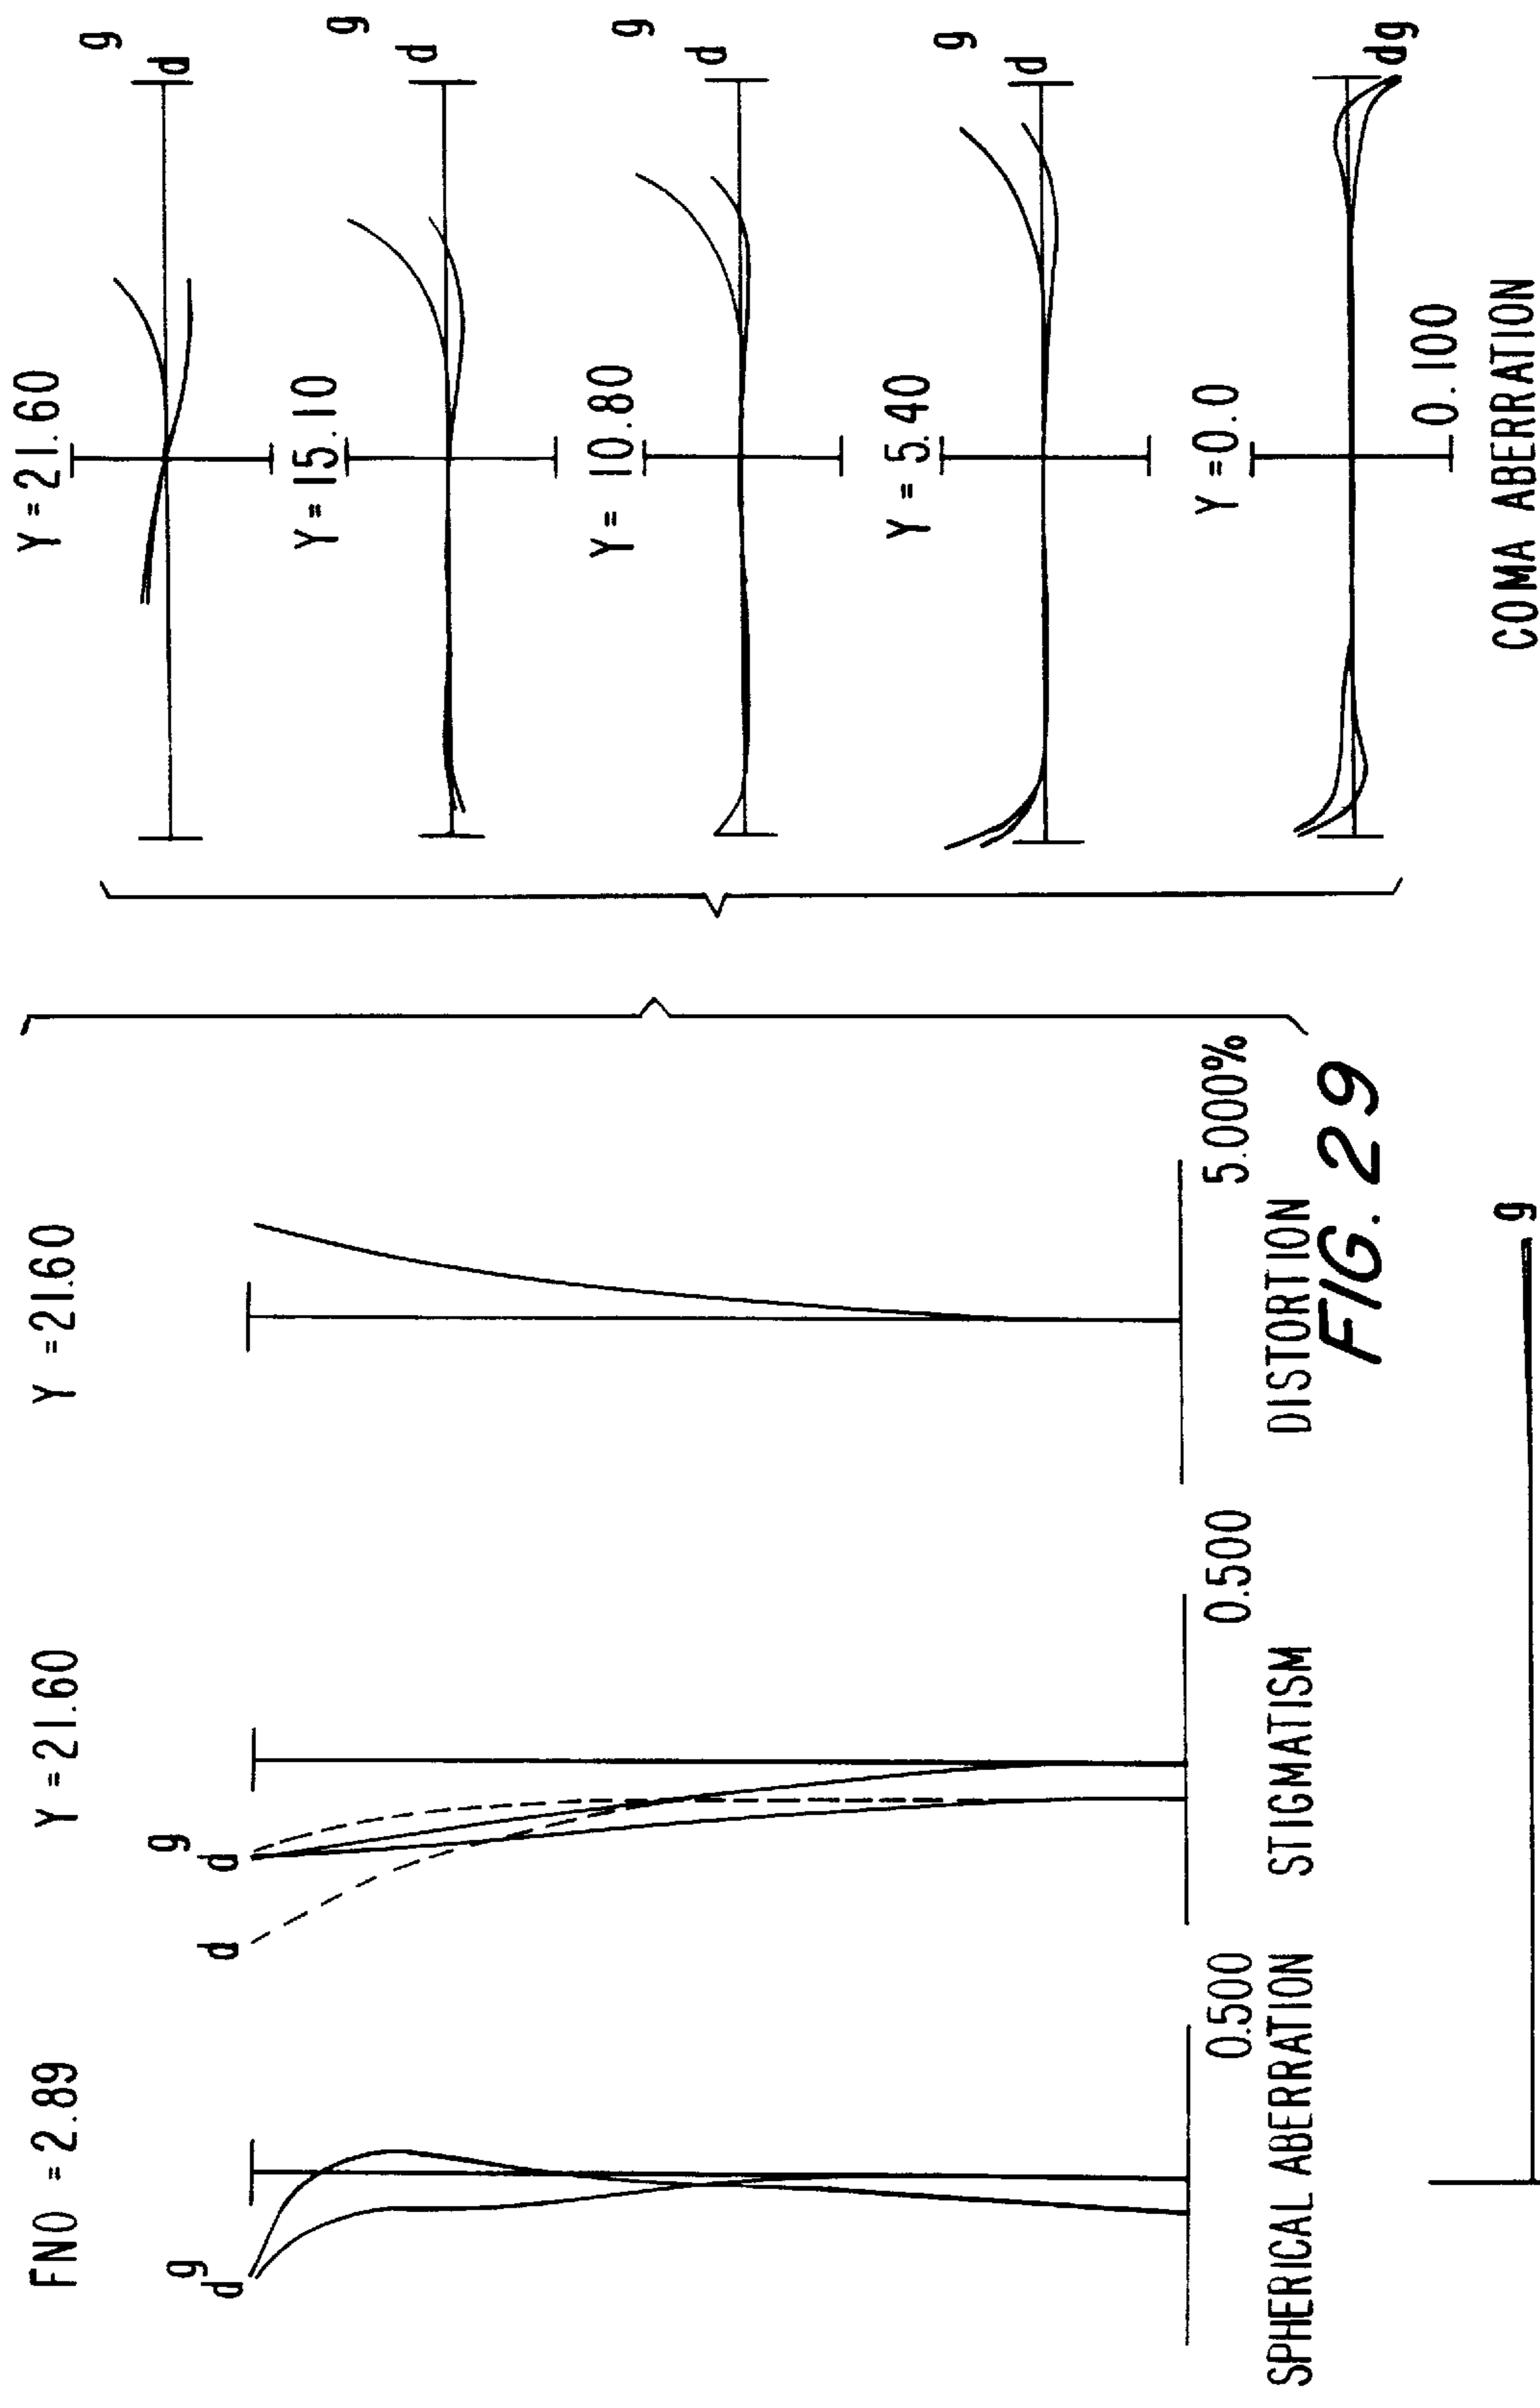 FNO = 2.89
g
d
0.500
SPHERICAL ABERRATION
Y = 21.60
g
d
d
0.500
STIGMATISM
Y = 21.60
5.000%
DISTORTION
FIG. 29
Y = 21.60
g
d
Y = 15.10
g
d
Y = 10.80
g
d
Y = 5.40
g
d
Y = 0.0
dg
0.100
COMA ABERRATION
g